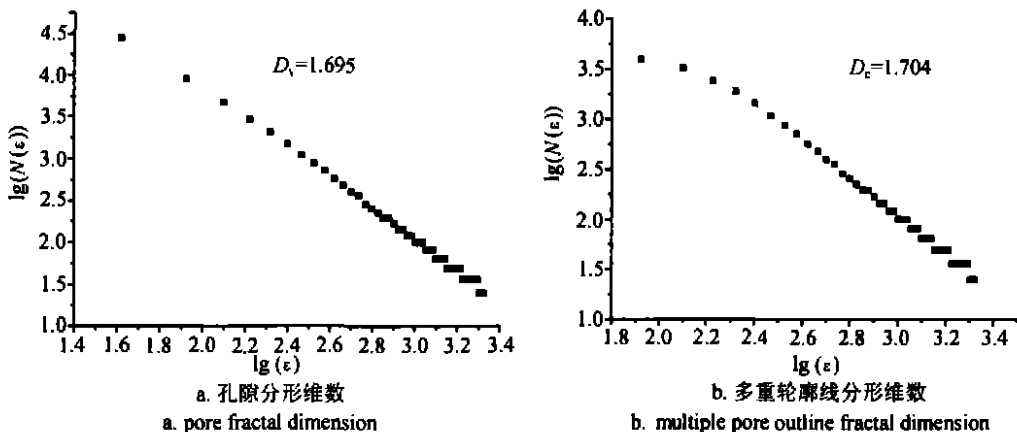 4.5
4.0
3.5
3.0
2.5
2.0
1.5
1.0
lg(N(ε))
Dᵥ=1.695
1.4 1.6 2.0 2.2 2.4 2.6 2.8 3.0 3.2 3.4
lg (ε)
a. 孔隙分形维数
a. pore fractal dimension
4.0
3.5
3.0
2.5
2.0
1.5
1.0
lg(N(ε))
=1.704
1.8 2.0 2.2 2.4 2.6 2.8 3.0 3.2 3.4
lg (ε)
b. 多重轮廓线分形维数
b. multiple pore outline fractal dimension